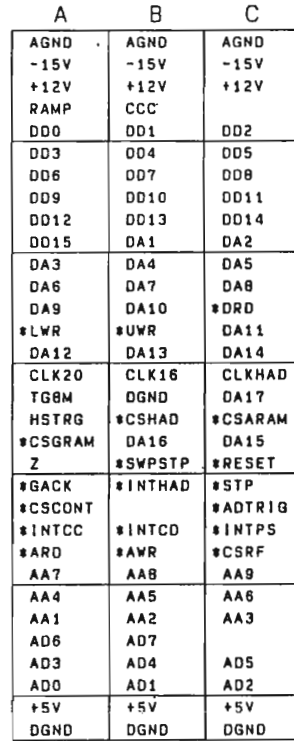 A B C
AGND AGND AGND
-15V -15V -15V
+12V +12V +12V
RAMP CCC
DD0 DD1 DD2
DD3 DD4 DD5
DD6 DD7 DD8
DD9 DD10 DD11
DD12 DD13 DD14
DD15 DA1 DA2
DA3 DA4 DA5
DA6 DA7 DA8
DA9 DA10 *DRD
*LWR *UWR DA11
DA12 DA13 DA14
CLK20 CLK16 CLKHAD
TG8M DGND DA17
HSTRG *CSHAD *CSARAM
*CSGRAM DA16 DA15
Z *SWPSTP *RESET
*GACK *INTHAD *STP
*CSCONT *ADTRIG
*INTCC *INTCD *INTPS
*ARD *AWR *CSRF
AA7 AA8 AA9
AA4 AA5 AA6
AA1 AA2 AA3
AD6 AD7
AD3 AD4 AD5
AD0 AD1 AD2
+5V +5V +5V
DGND DGND DGND